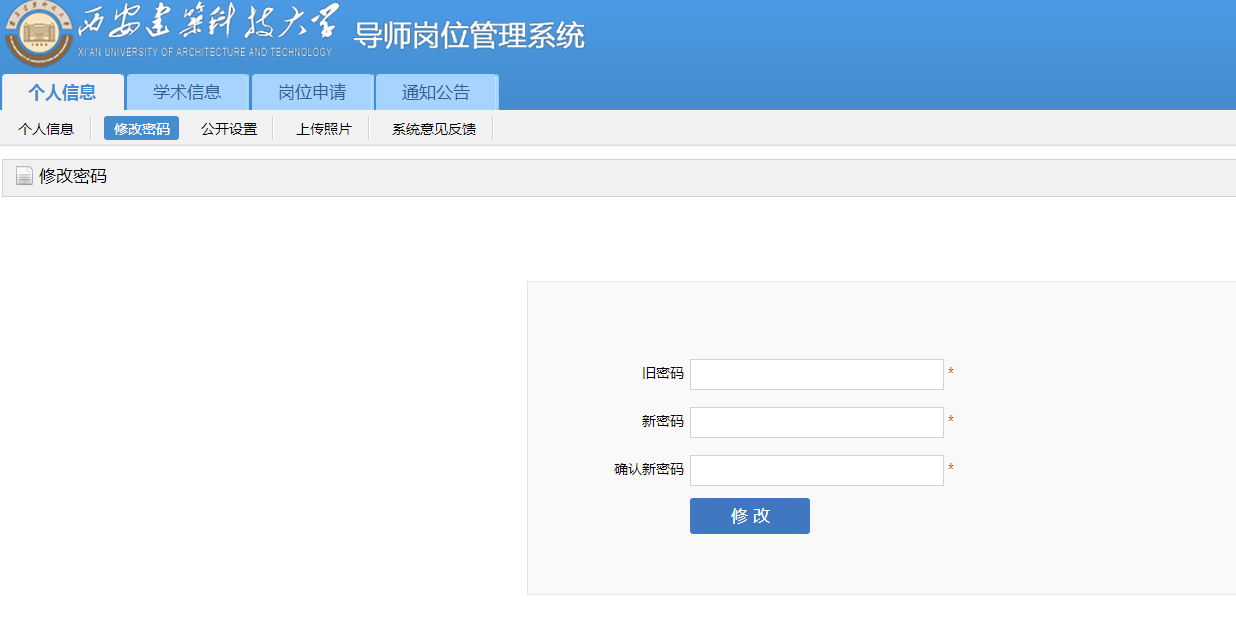 西安建筑科技大学
XI'AN UNIVERSITY OF ARCHITECTURE AND TECHNOLOGY
导师岗位管理系统
个人信息 学术信息 岗位申请 通知公告
个人信息 修改密码 公开设置 上传照片 系统意见反馈
修改密码
旧密码 *
新密码 *
确认新密码 *
修 改